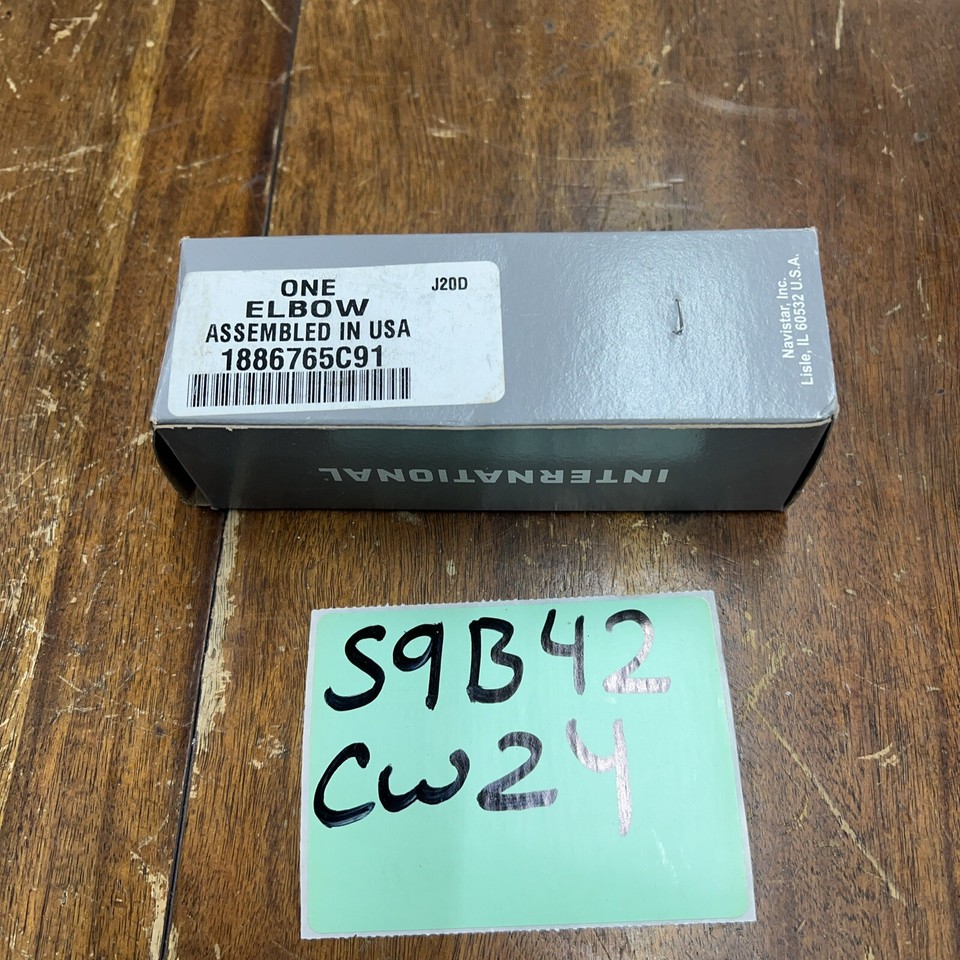 ONE
J20D
ELBOW
ASSEMBLED IN USA
1886765C91
Navistar, Inc.
Lisle, IL 60532 U.S.A.
INTERNATIONAL
S9B42
CW24